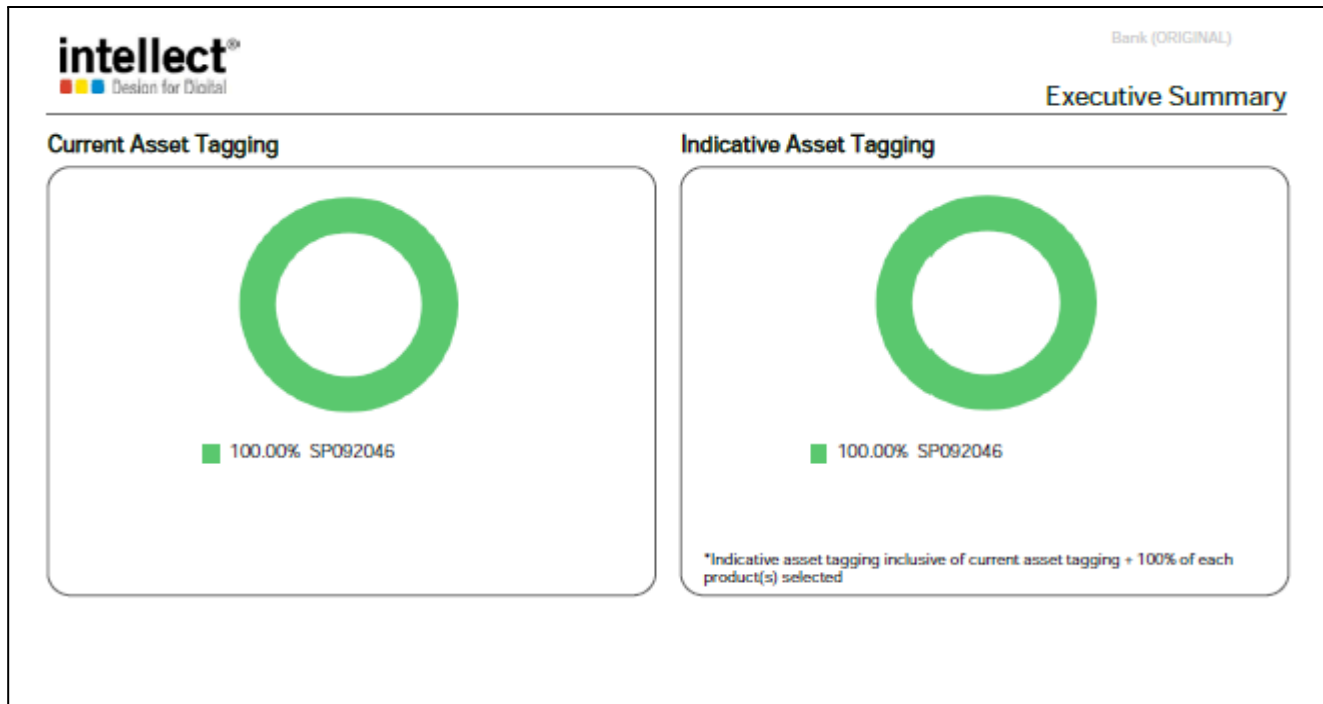 intellect®
Design for Digital
Bank (ORIGINAL)
Executive Summary
Current Asset Tagging
Indicative Asset Tagging
100.00% SP092046
100.00% SP092046
*Indicative asset tagging inclusive of current asset tagging + 100% of each
product(s) selected